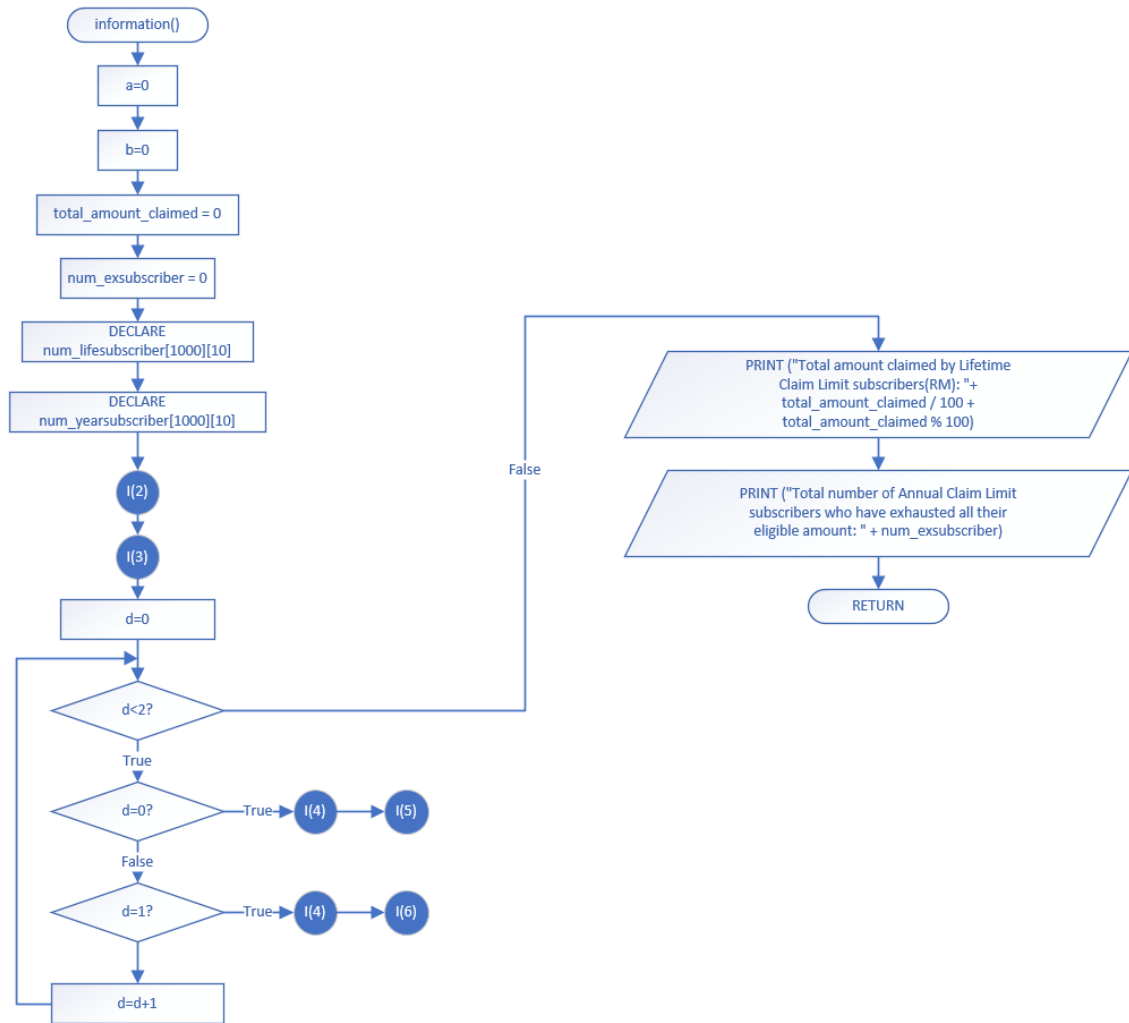 information()
a=0
b=0
total_amount_claimed = 0
num_exsubscriber = 0
DECLARE
num_lifesubscriber[1000][10]
DECLARE
num_yearsubscriber[1000][10]
I(2)
I(3)
d=0
d<2?
True
d=0?
True
I(4)
I(5)
False
d=1?
True
I(4)
I(6)
d=d+1
False
PRINT ("Total amount claimed by Lifetime
Claim Limit subscribers(RM): "+
total_amount_claimed / 100 +
total_amount_claimed % 100)
PRINT ("Total number of Annual Claim Limit
subscribers who have exhausted all their
eligible amount: " + num_exsubscriber)
RETURN